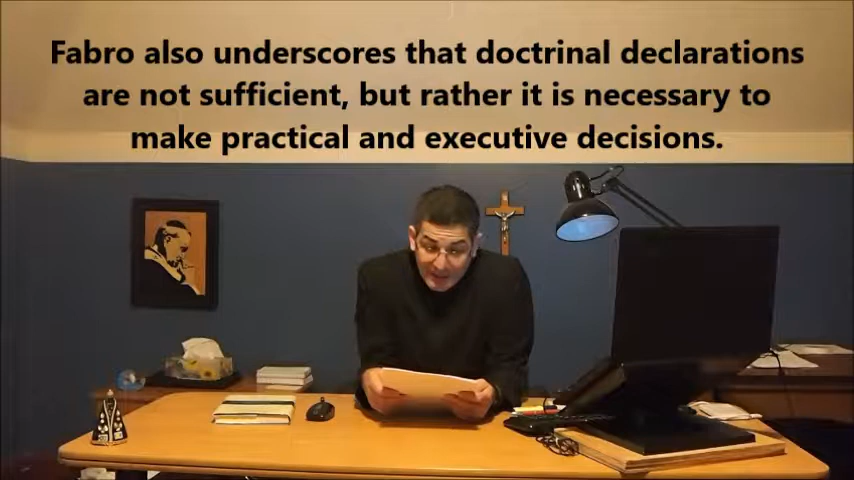 Fabro also underscores that doctrinal declarations
are not sufficient, but rather it is necessary to
make practical and executive decisions.